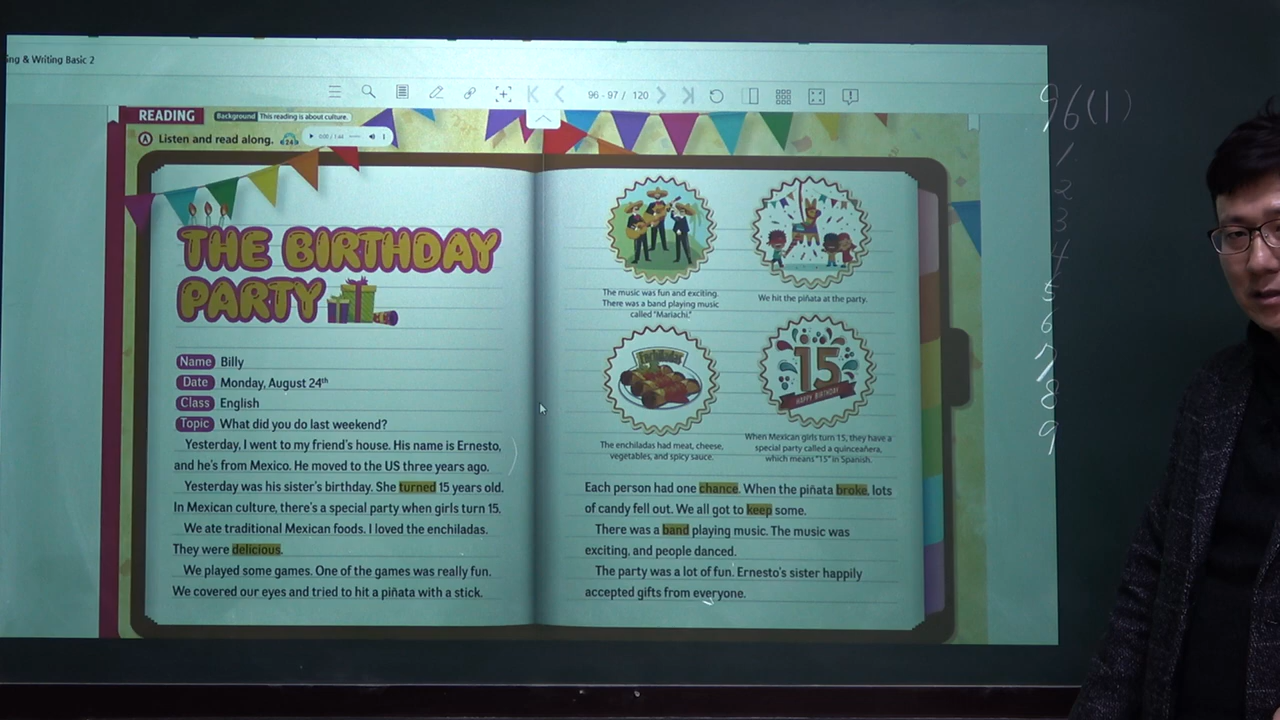 ing & Writing Basic 2
96 - 97 / 120
READING
Background This reading is about culture.
A Listen and read along.
0:00 / 1:44
THE BIRTHDAY
PARTY
Name Billy
Date Monday, August 24th
Class English
Topic What did you do last weekend?
Yesterday, I went to my friend's house. His name is Ernesto,
and he's from Mexico. He moved to the US three years ago.
Yesterday was his sister's birthday. She turned 15 years old.
In Mexican culture, there's a special party when girls turn 15.
We ate traditional Mexican foods. I loved the enchiladas.
They were delicious.
We played some games. One of the games was really fun.
We covered our eyes and tried to hit a piñata with a stick.
The music was fun and exciting.
There was a band playing music
called "Mariachi."
We hit the piñata at the party.
The enchiladas had meat, cheese,
vegetables, and spicy sauce.
15
HAPPY BIRTHDAY
When Mexican girls turn 15, they have a
special party called a quinceañera,
which means "15" in Spanish.
Each person had one chance. When the piñata broke, lots
of candy fell out. We all got to keep some.
There was a band playing music. The music was
exciting, and people danced.
The party was a lot of fun. Ernesto's sister happily
accepted gifts from everyone.
96(1)
1
2
3
4
5
6
7
8
9